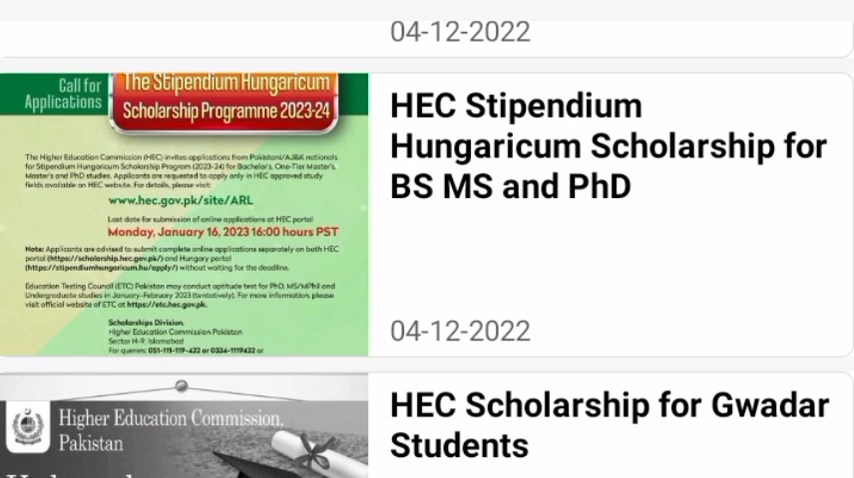 04-12-2022
Call for
Applications
The Stipendium Hungaricum
Scholarship Programme 2023-24
The Higher Education Commission (HEC) invites applications from Pakistani/AJ&K nationals
for Stipendium Hungaricum Scholarship Program (2023-24) for Bachelor's, One-Tier Master's,
Master's and PhD studies. Applicants are requested to apply only in HEC approved study
fields available on HEC website. For details, please visit:
www.hec.gov.pk/site/ARL
Last date for submission of online applications at HEC portal
Monday, January 16, 2023 16:00 hours PST
Note: Applicants are advised to submit complete online applications separately on both HEC
portal (https://scholarship.hec.gov.pk/) and Hungary portal
(https://stipendiumhungaricum.hu/apply/) without waiting for the deadline.
Education Testing Council (ETC) Pakistan may conduct aptitude test for PhD, MS/MPhil and
Undergraduate studies in January-February 2023 (tentatively). For more information, please
visit official website of ETC at https://etc.hec.gov.pk.
Scholarships Division,
Higher Education Commission Pakistan
Sector H-9, Islamabad
For queries: 051-111-119-432 or 0334-1119432 or
HEC Stipendium
Hungaricum Scholarship for
BS MS and PhD
04-12-2022
Higher Education Commission,
Pakistan
HEC Scholarship for Gwadar
Students